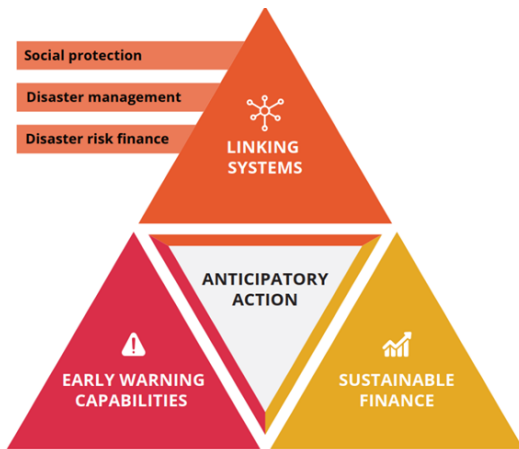 Social protection
Disaster management
Disaster risk finance
LINKING
SYSTEMS
ANTICIPATORY
ACTION
EARLY WARNING
CAPABILITIES
SUSTAINABLE
FINANCE